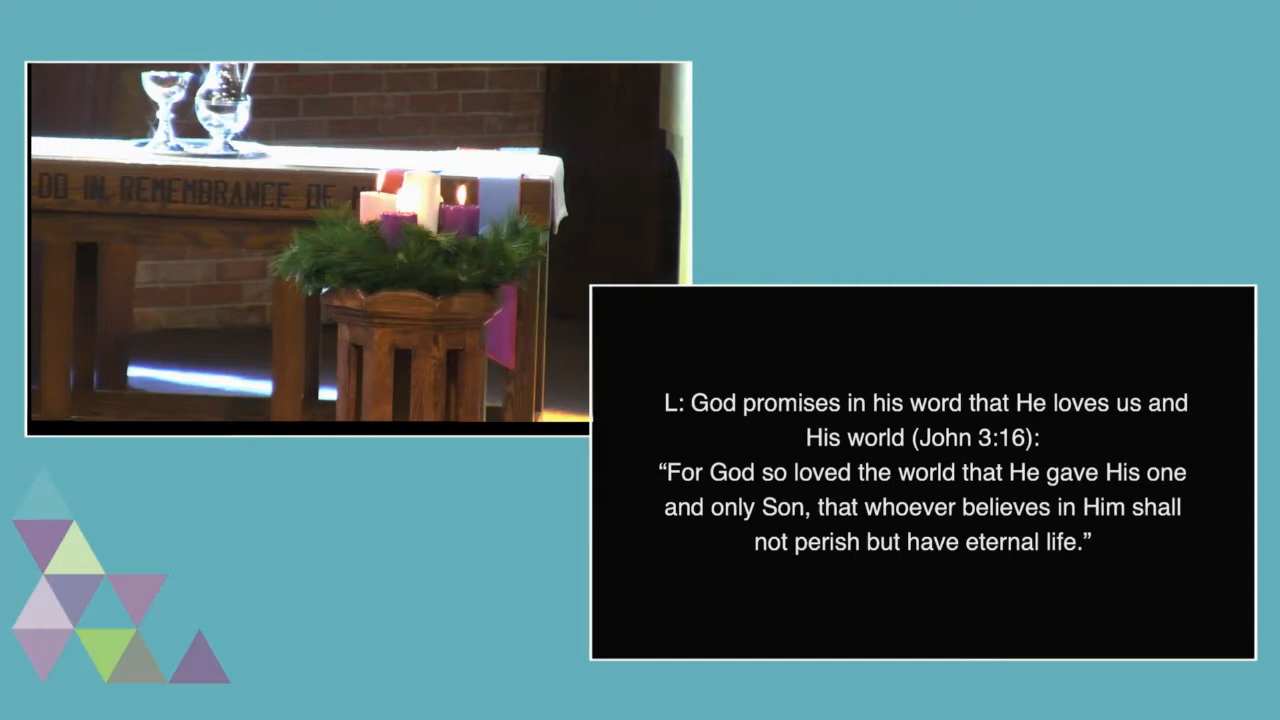 DO IN REMEMBRANCE OF
L: God promises in his word that He loves us and
His world (John 3:16):
“For God so loved the world that He gave His one
and only Son, that whoever believes in Him shall
not perish but have eternal life.”